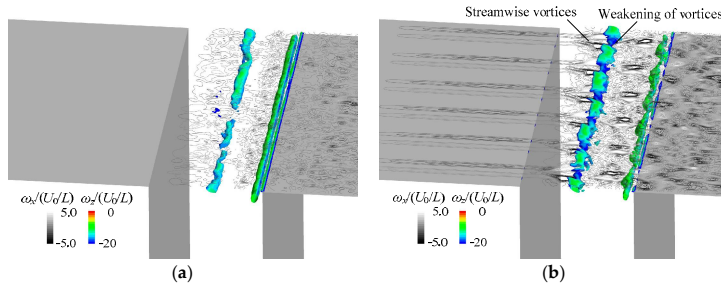 Streamwise vortices Weakening of vortices
ωx/(U0/L) ωz/(U0/L)
5.0 0
-5.0 -20
ωx/(U0/L) ωz/(U0/L)
5.0 0
-5.0 -20
(a) (b)